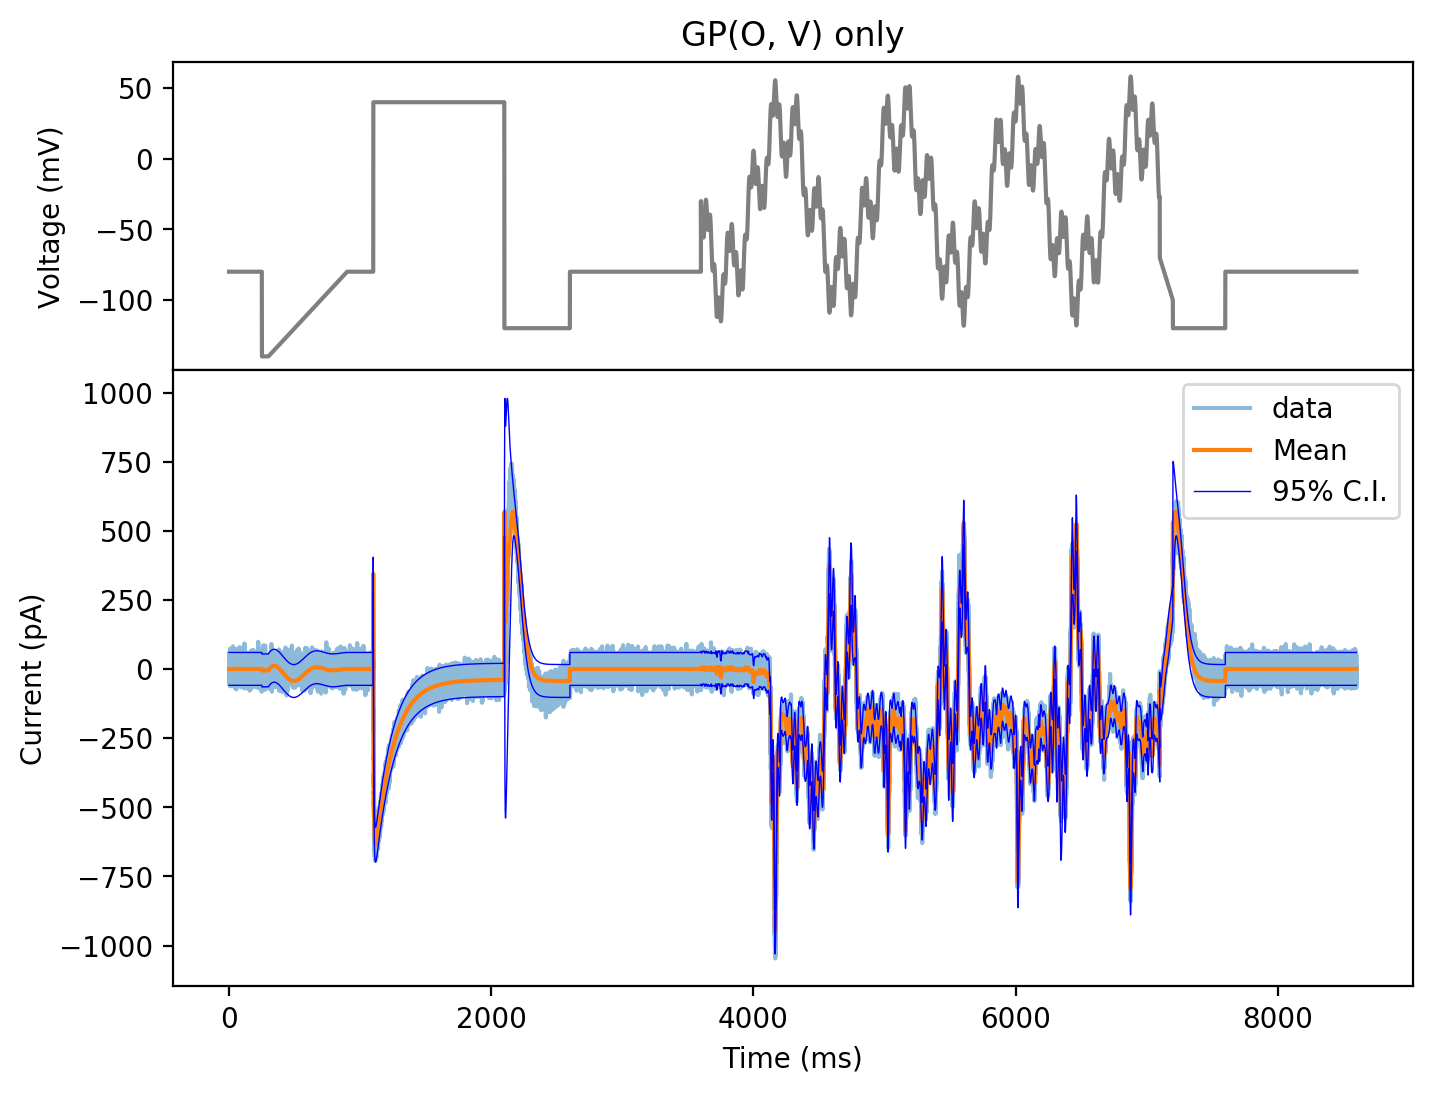 GP(O, V) only
50
0
−50
−100
Voltage (mV)
1000
750
500
250
0
−250
−500
−750
−1000
Current (pA)
data
Mean
95% C.I.
0 2000 4000 6000 8000
Time (ms)